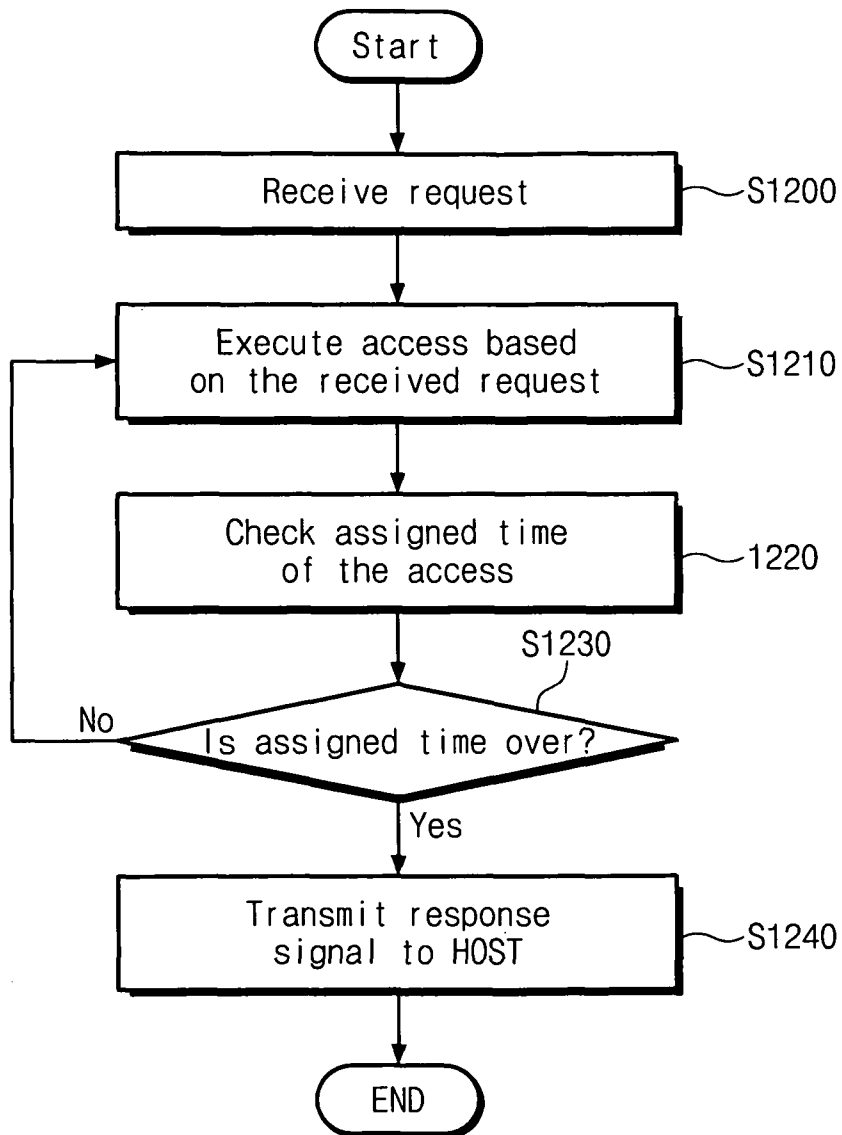 Start
Receive request
S1200
Execute access based
on the received request
S1210
Check assigned time
of the access
1220
S1230
No
Is assigned time over?
Yes
Transmit response
signal to HOST
S1240
END